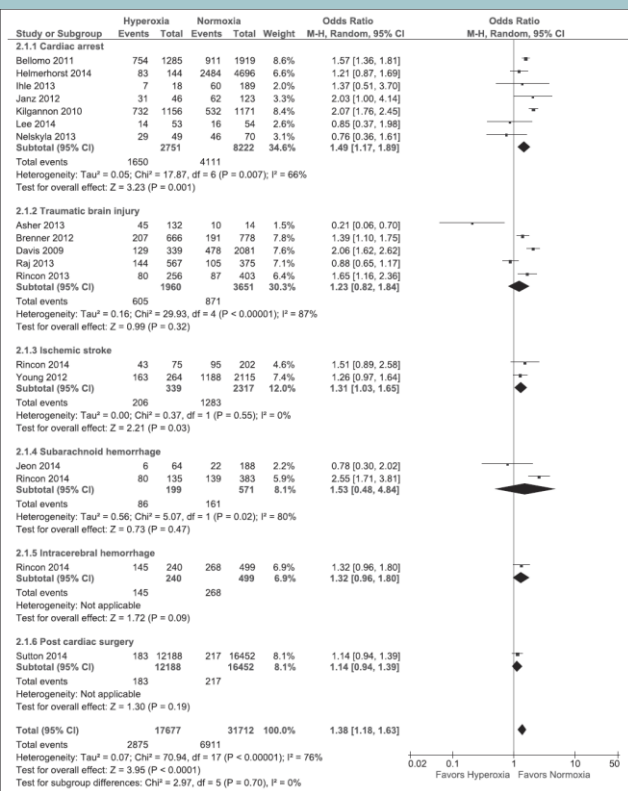 Hyperoxia Normoxia Odds Ratio Odds Ratio
Study or Subgroup Events Total Events Total Weight M-H, Random, 95% CI M-H, Random, 95% CI
2.1.1 Cardiac arrest
Bellomo 2011 754 1285 911 1919 8.6% 1.57 [1.36, 1.81]
Helmerhorst 2014 83 144 2484 4696 6.6% 1.21 [0.87, 1.69]
Ihle 2013 7 18 60 189 2.1% 1.37 [0.51, 3.70]
Janz 2012 31 46 62 123 3.3% 2.03 [1.00, 4.14]
Kilgannon 2010 732 1156 532 1171 8.4% 2.07 [1.76, 2.45]
Lee 2014 14 53 16 54 2.7% 0.85 [0.37, 1.98]
Nelskyla 2013 29 49 46 70 3.1% 0.76 [0.36, 1.61]
Subtotal (95% CI) 2751 8222 34.6% 1.49 [1.17, 1.89]
Total events 1650 4111
Heterogeneity: Tau² = 0.05; Chi² = 17.87, df = 6 (P = 0.007); I² = 66%
Test for overall effect: Z = 3.23 (P = 0.001)
2.1.2 Traumatic brain injury
Asher 2013 45 132 10 14 1.5% 0.21 [0.06, 0.70]
Brenner 2012 207 666 191 778 7.8% 1.39 [1.10, 1.75]
Davis 2009 129 339 478 2081 7.6% 2.06 [1.62, 2.62]
Raj 2013 144 567 105 375 7.1% 0.88 [0.65, 1.17]
Rincon 2013 80 256 87 403 6.4% 1.65 [1.16, 2.36]
Subtotal (95% CI) 1960 3651 30.3% 1.23 [0.82, 1.84]
Total events 605 871
Heterogeneity: Tau² = 0.16; Chi² = 29.93, df = 4 (P < 0.00001); I² = 87%
Test for overall effect: Z = 0.99 (P = 0.32)
2.1.3 Ischemic stroke
Rincon 2014 43 75 95 202 4.6% 1.51 [0.89, 2.58]
Young 2012 163 264 1188 2115 7.4% 1.26 [0.97, 1.64]
Subtotal (95% CI) 339 2317 12.0% 1.31 [1.03, 1.65]
Total events 206 1283
Heterogeneity: Tau² = 0.00; Chi² = 0.37, df = 1 (P = 0.55); I² = 0%
Test for overall effect: Z = 2.21 (P = 0.03)
2.1.4 Subarachnoid hemorrhage
Jeon 2014 6 64 22 188 2.2% 0.78 [0.30, 2.02]
Rincon 2014 80 135 139 383 5.9% 2.55 [1.71, 3.81]
Subtotal (95% CI) 199 571 8.1% 1.53 [0.48, 4.84]
Total events 86 161
Heterogeneity: Tau² = 0.56; Chi² = 5.07, df = 1 (P = 0.02); I² = 80%
Test for overall effect: Z = 0.73 (P = 0.47)
2.1.5 Intracerebral hemorrhage
Rincon 2014 145 240 268 499 6.9% 1.32 [0.96, 1.80]
Subtotal (95% CI) 240 499 6.9% 1.32 [0.96, 1.80]
Total events 145 268
Heterogeneity: Not applicable
Test for overall effect: Z = 1.72 (P = 0.09)
2.1.6 Post cardiac surgery
Sutton 2014 183 12188 217 16452 8.1% 1.14 [0.94, 1.39]
Subtotal (95% CI) 12188 16452 8.1% 1.14 [0.94, 1.39]
Total events 183 217
Heterogeneity: Not applicable
Test for overall effect: Z = 1.30 (P = 0.19)
Total (95% CI) 17677 31712 100.0% 1.38 [1.18, 1.63]
Total events 2875 6911
Heterogeneity: Tau² = 0.07; Chi² = 70.94, df = 17 (P < 0.00001); I² = 76%
Test for overall effect: Z = 3.95 (P < 0.0001)
Test for subgroup differences: Chi² = 2.97, df = 5 (P = 0.70), I² = 0%
0.02 0.1 1 10 50
Favors Hyperoxia Favors Normoxia